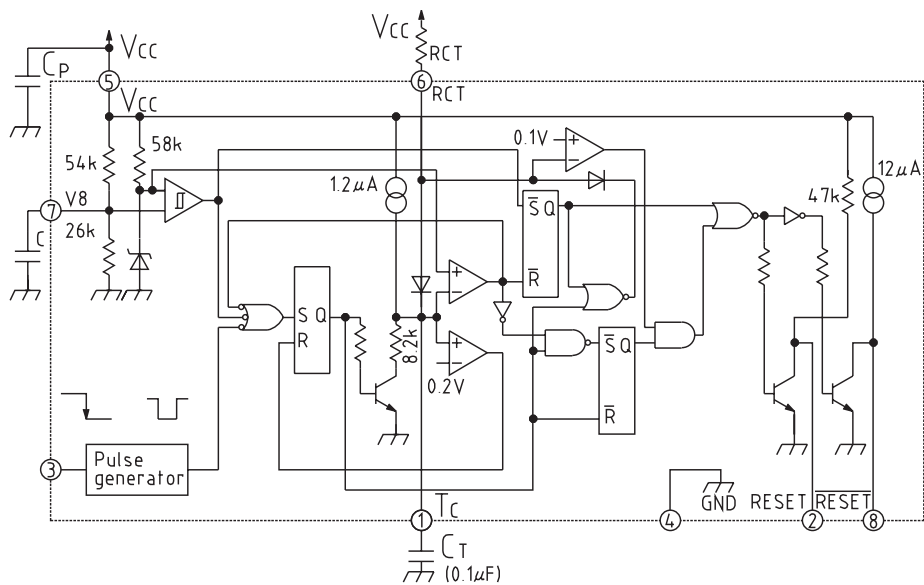 VCC
VCC
RCT
CP
5
6
VCC
RCT
58k
0.1V
54k
1.2μA
12μA
7
V8
47k
S Q
C
26k
R
S Q
R
8.2k
S Q
0.2V
R
3
Pulse
generator
TC
GND
RESET
RESET
1
4
2
8
CT
(0.1μF)